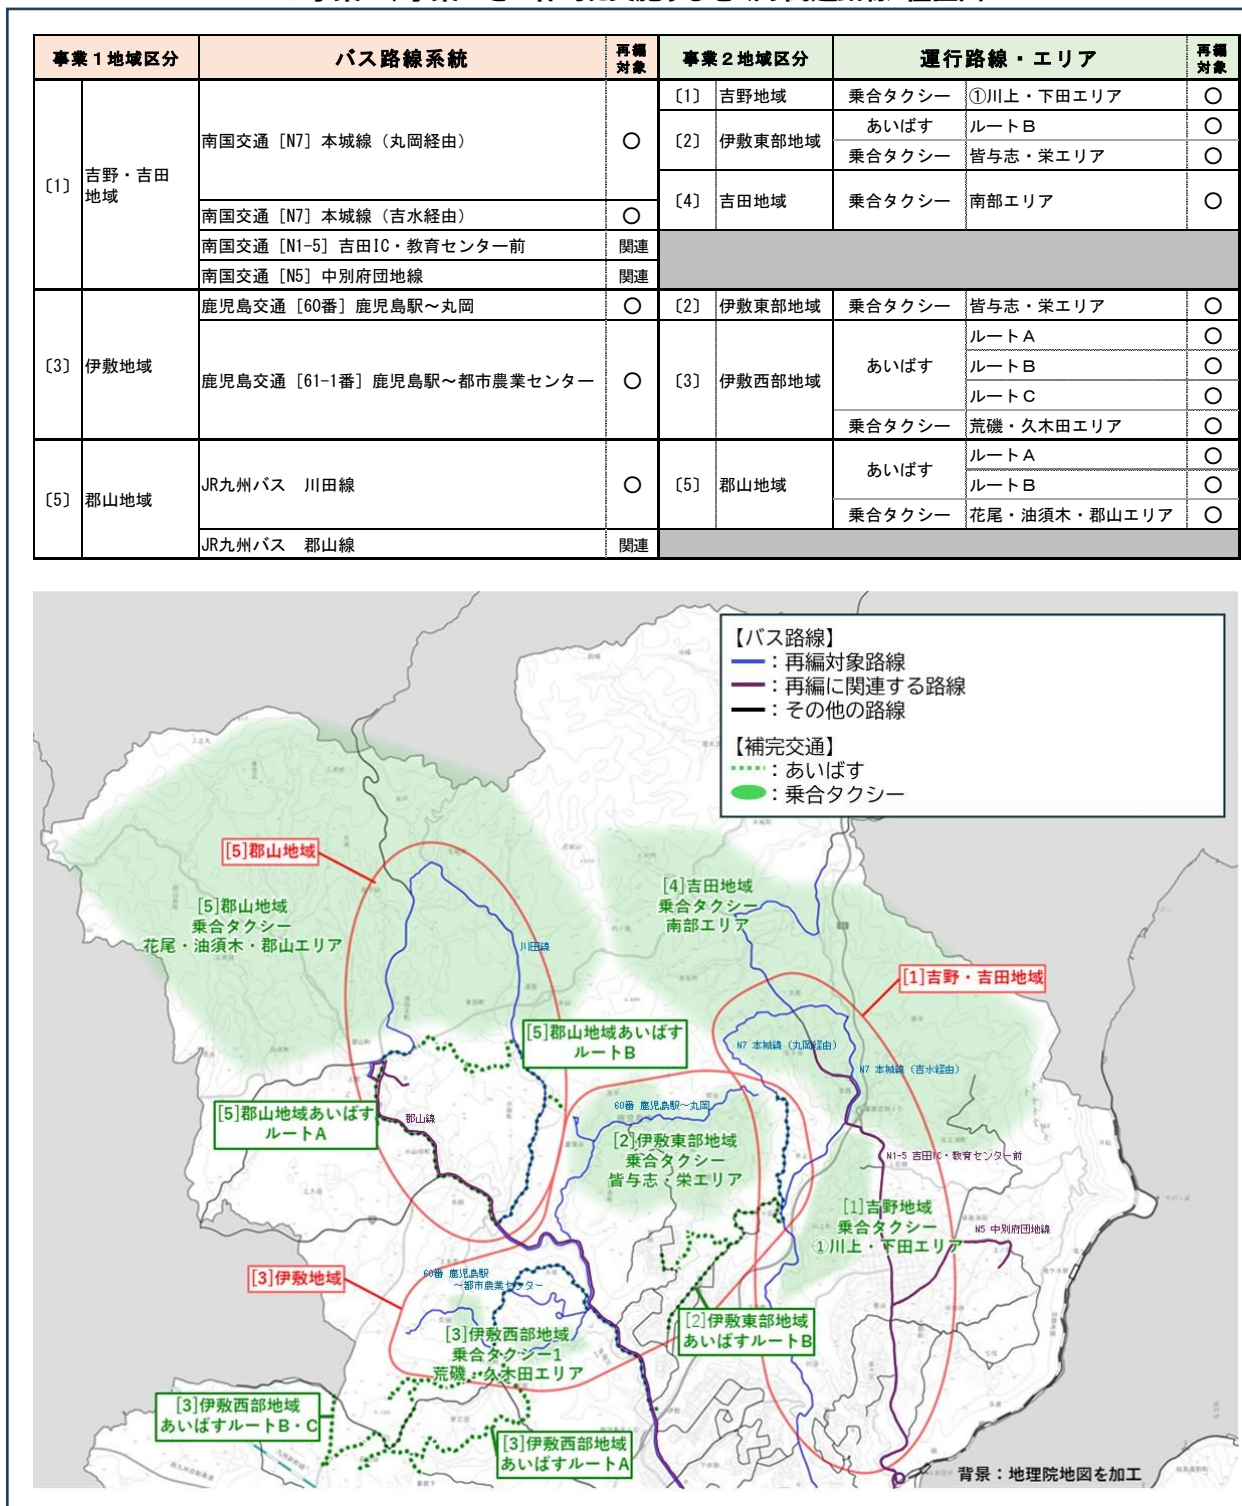 事業1地域区分 バス路線系統 再編対象 事業2地域区分 運行路線・エリア 再編対象
〔1〕 吉野・吉田地域 南国交通［N7］本城線（丸岡経由） ○ 〔1〕 吉野地域 乗合タクシー ①川上・下田エリア ○
〔2〕 伊敷東部地域 あいばす ルートB ○
乗合タクシー 皆与志・栄エリア ○
〔4〕 吉田地域 乗合タクシー 南部エリア ○
南国交通［N7］本城線（吉水経由） ○
南国交通［N1-5］吉田IC・教育センター前 関連
南国交通［N5］中別府団地線 関連
〔3〕 伊敷地域 鹿児島交通［60番］鹿児島駅～丸岡 ○ 〔2〕 伊敷東部地域 乗合タクシー 皆与志・栄エリア ○
鹿児島交通［61-1番］鹿児島駅～都市農業センター ○ 〔3〕 伊敷西部地域 あいばす ルートA ○
ルートB ○
ルートC ○
乗合タクシー 荒磯・久木田エリア ○
〔5〕 郡山地域 JR九州バス 川田線 ○ 〔5〕 郡山地域 あいばす ルートA ○
ルートB ○
乗合タクシー 花尾・油須木・郡山エリア ○
JR九州バス 郡山線 関連
【バス路線】
：再編対象路線
：再編に関連する路線
：その他の路線
【補完交通】
：あいばす
：乗合タクシー
[5]郡山地域
[5]郡山地域
乗合タクシー
花尾・油須木・郡山エリア
川田線
[4]吉田地域
乗合タクシー
南部エリア
[1]吉野・吉田地域
[5]郡山地域あいばす
ルートB
N7 本城線（丸岡経由）
N7 本城線（吉水経由）
[5]郡山地域あいばす
ルートA
郡山線
60番 鹿児島駅～丸岡
[2]伊敷東部地域
乗合タクシー
皆与志・栄エリア
N1-5 吉田IC・教育センター前
[1]吉野地域
乗合タクシー
①川上・下田エリア
N5 中別府団地線
[3]伊敷地域
60番 鹿児島駅
～都市農業センター
[3]伊敷西部地域
乗合タクシー1
荒磯・久木田エリア
[2]伊敷東部地域
あいばすルートB
[3]伊敷西部地域
あいばすルートB・C
[3]伊敷西部地域
あいばすルートA
背景：地理院地図を加工